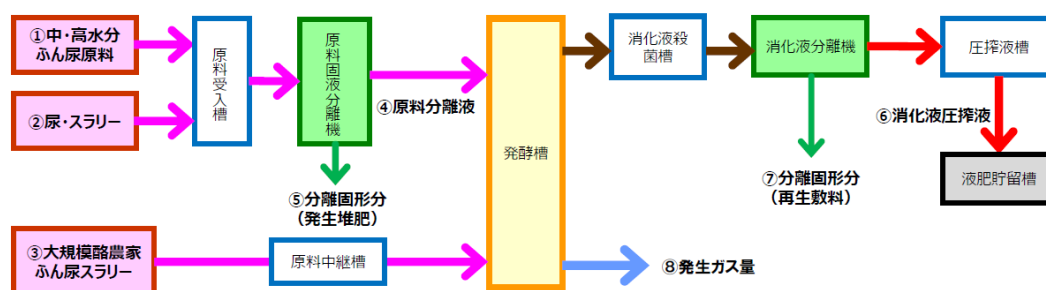 ①中・高水分
ふん尿原料
②尿・スラリー
③大規模酪農家
ふん尿スラリー
原料受入槽
原料固液分離機
④原料分離液
⑤分離固形分
（発生堆肥）
原料中継槽
発酵槽
消化液殺
菌槽
消化液分離機
圧搾液槽
⑥消化液圧搾液
⑦分離固形分
（再生敷料）
液肥貯留槽
⑧発生ガス量